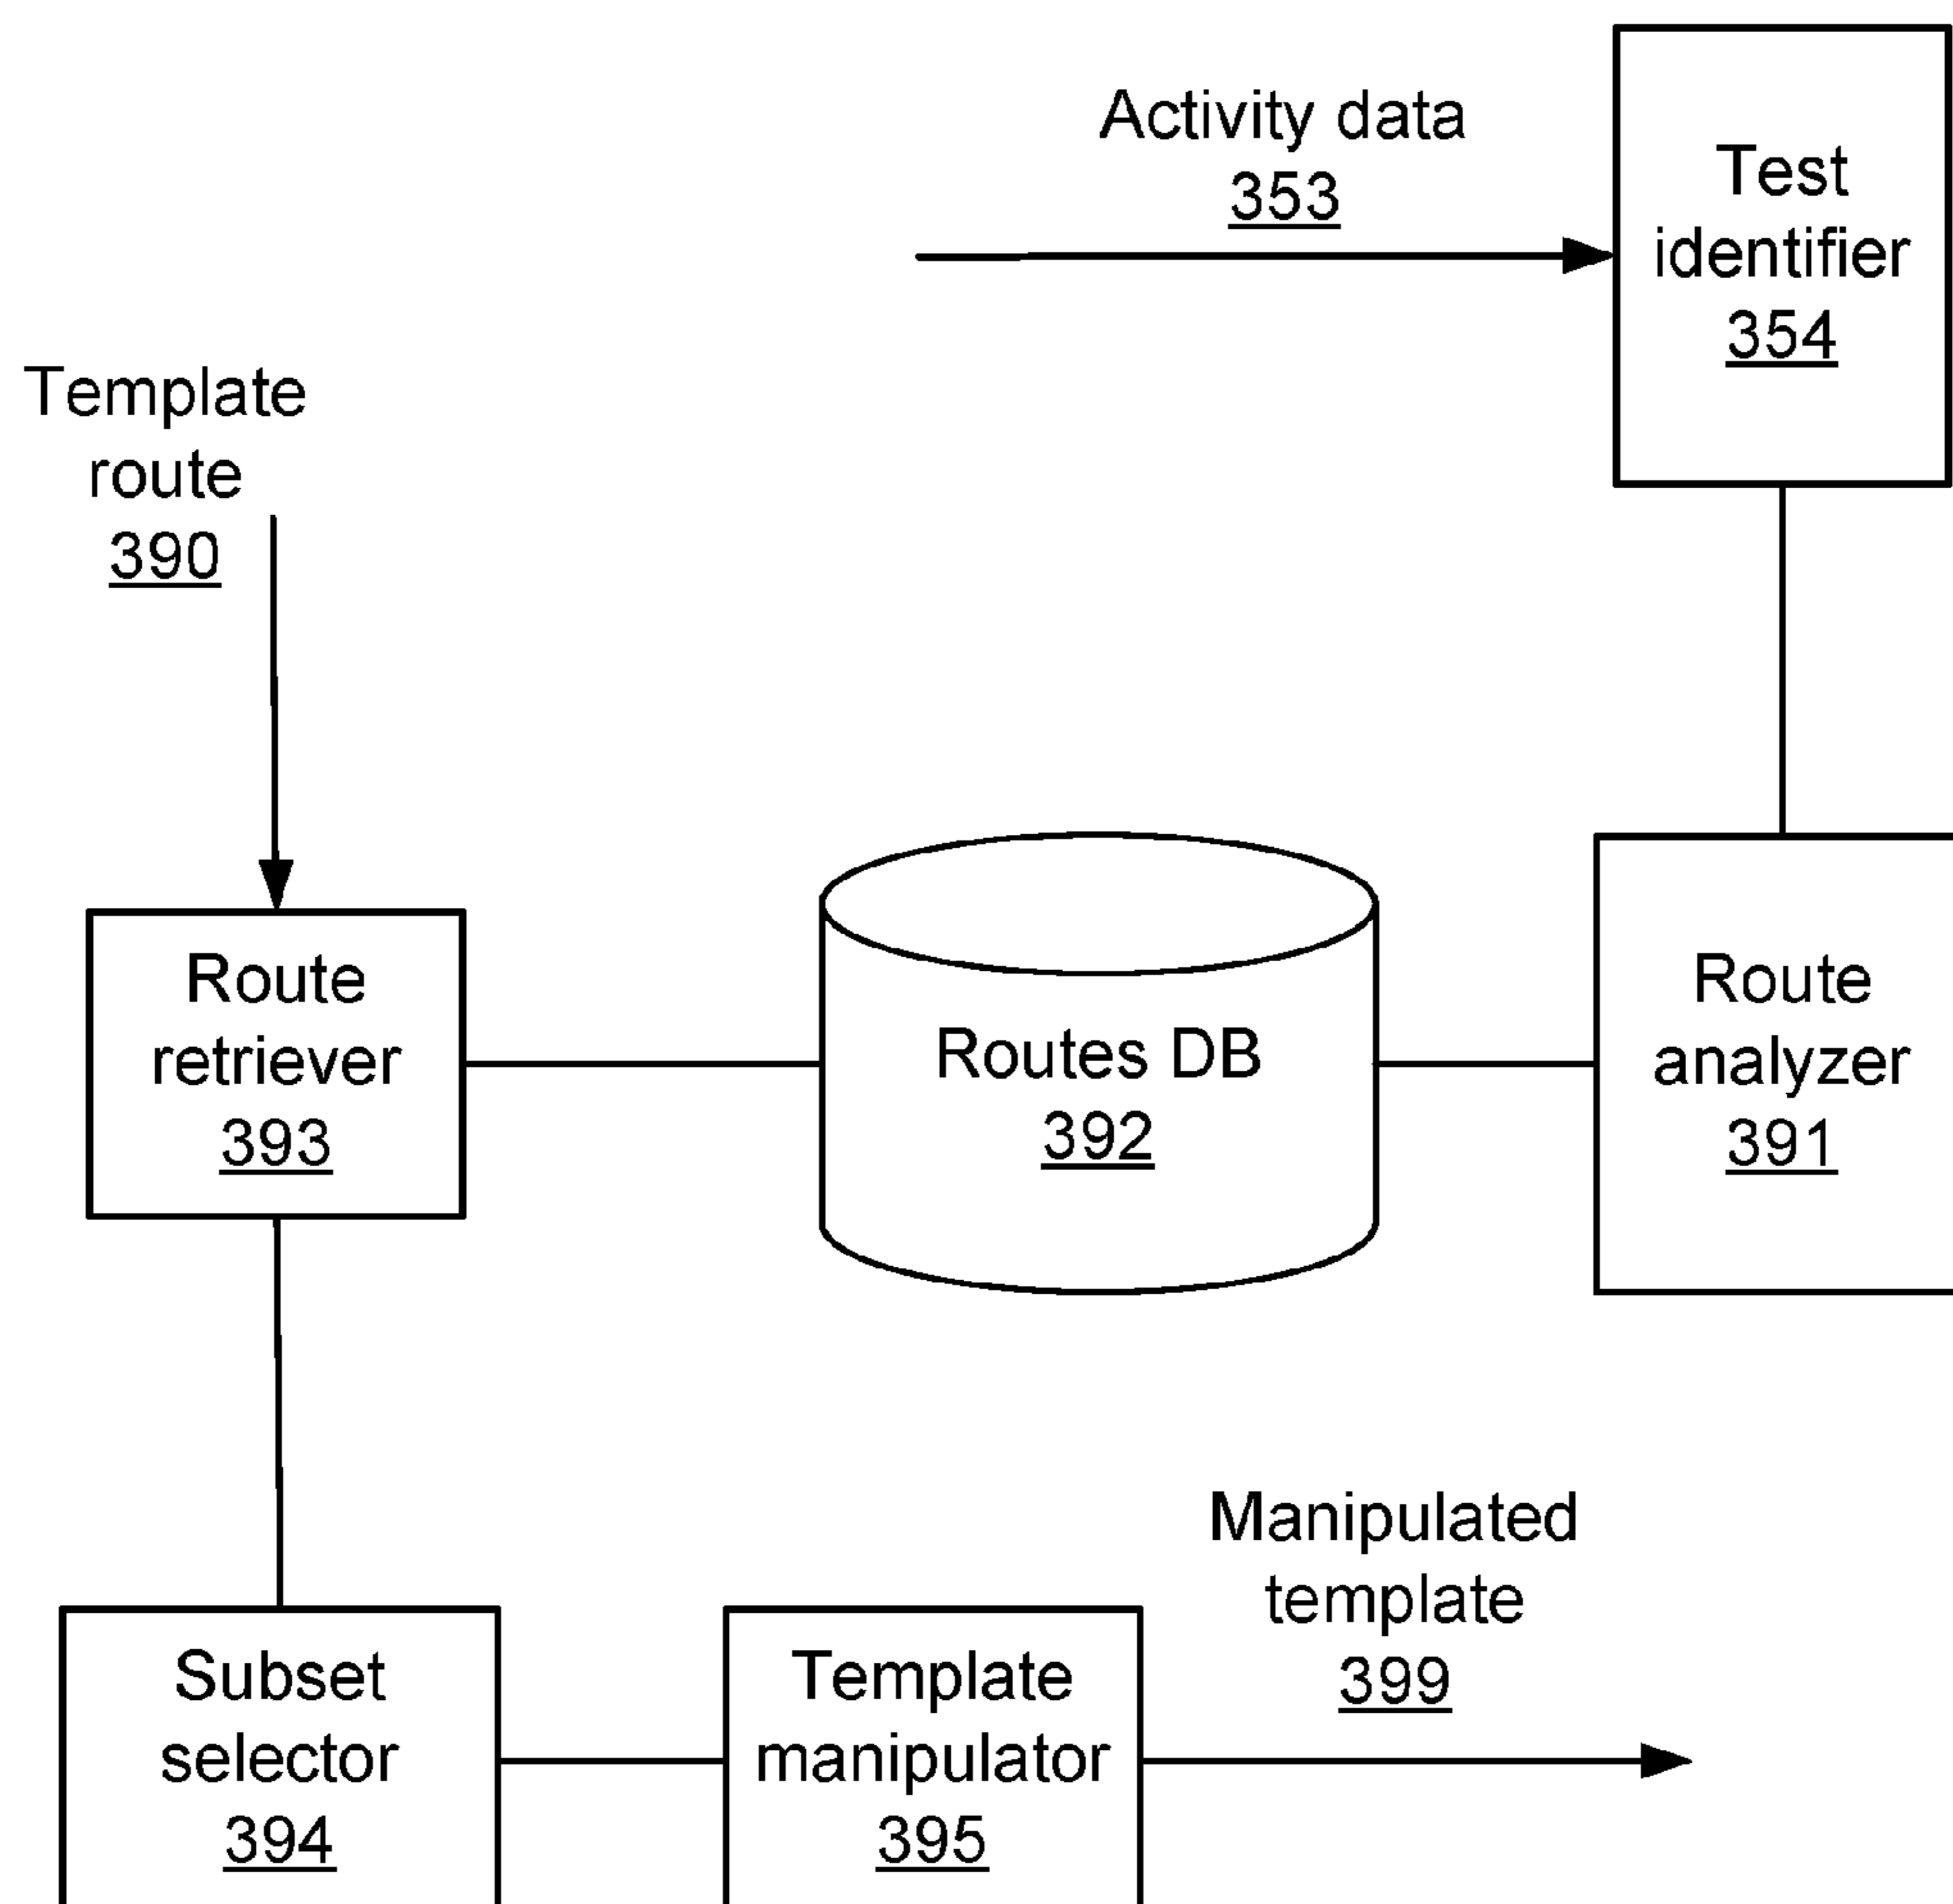 Activity data
353
Test
identifier
354
Template
route
390
Route
retriever
393
Routes DB
392
Route
analyzer
391
Manipulated
template
399
Subset
selector
394
Template
manipulator
395